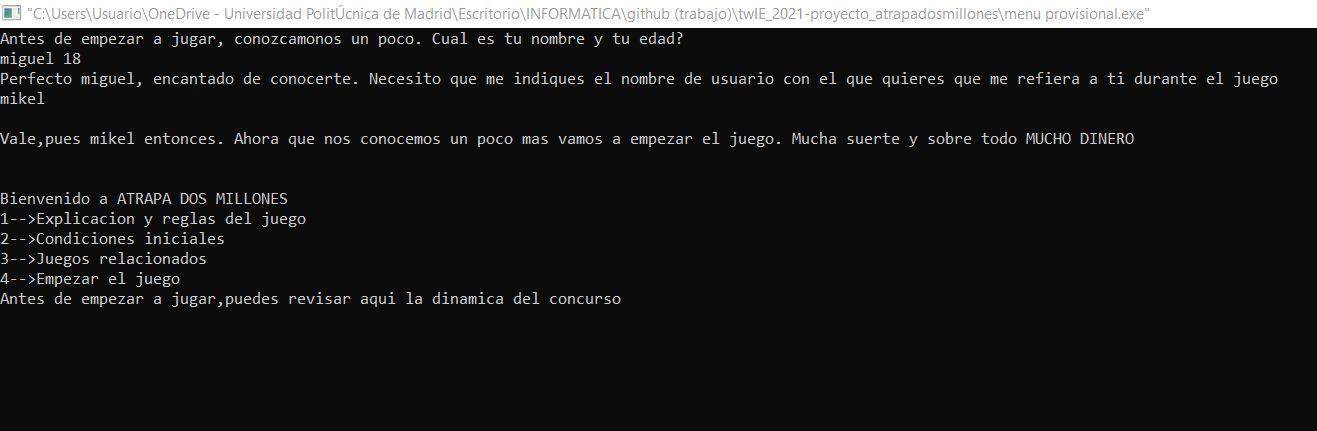 "C:\Users\Usuario\OneDrive - Universidad PolitÚcnica de Madrid\Escritorio\INFORMATICA\github (trabajo)\twIE_2021-proyecto_atrapadosmillones\menu provisional.exe"
Antes de empezar a jugar, conozcamonos un poco. Cual es tu nombre y tu edad?
miguel 18
Perfecto miguel, encantado de conocerte. Necesito que me indiques el nombre de usuario con el que quieres que me refiera a ti durante el juego
mikel
Vale,pues mikel entonces. Ahora que nos conocemos un poco mas vamos a empezar el juego. Mucha suerte y sobre todo MUCHO DINERO
Bienvenido a ATRAPA DOS MILLONES
1-->Explicacion y reglas del juego
2-->Condiciones iniciales
3-->Juegos relacionados
4-->Empezar el juego
Antes de empezar a jugar,puedes revisar aqui la dinamica del concurso